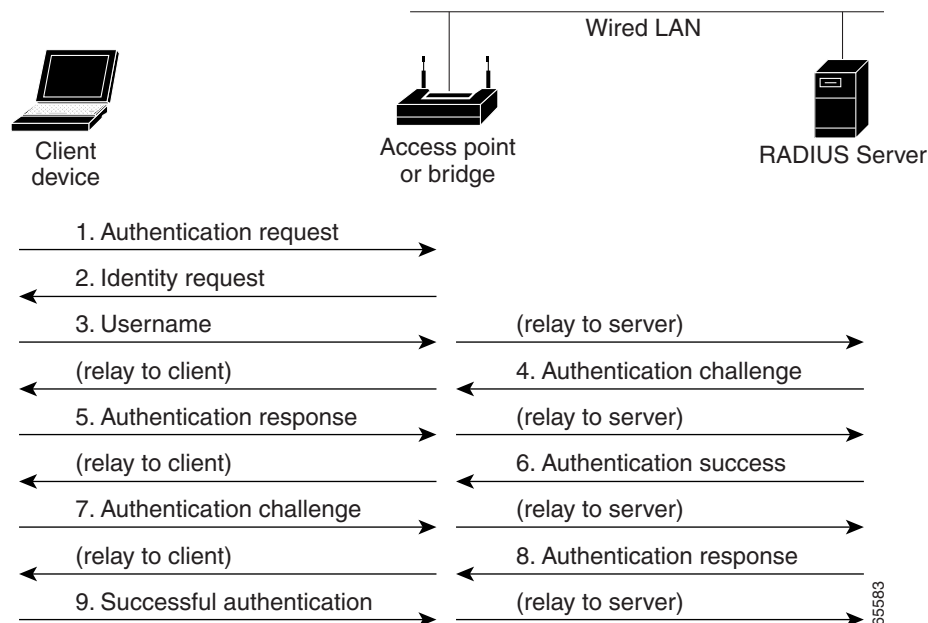 Wired LAN
Client
device
Access point
or bridge
RADIUS Server
1. Authentication request
2. Identity request
3. Username
(relay to server)
(relay to client)
4. Authentication challenge
5. Authentication response
(relay to server)
(relay to client)
6. Authentication success
7. Authentication challenge
(relay to server)
(relay to client)
8. Authentication response
9. Successful authentication
(relay to server)
65583